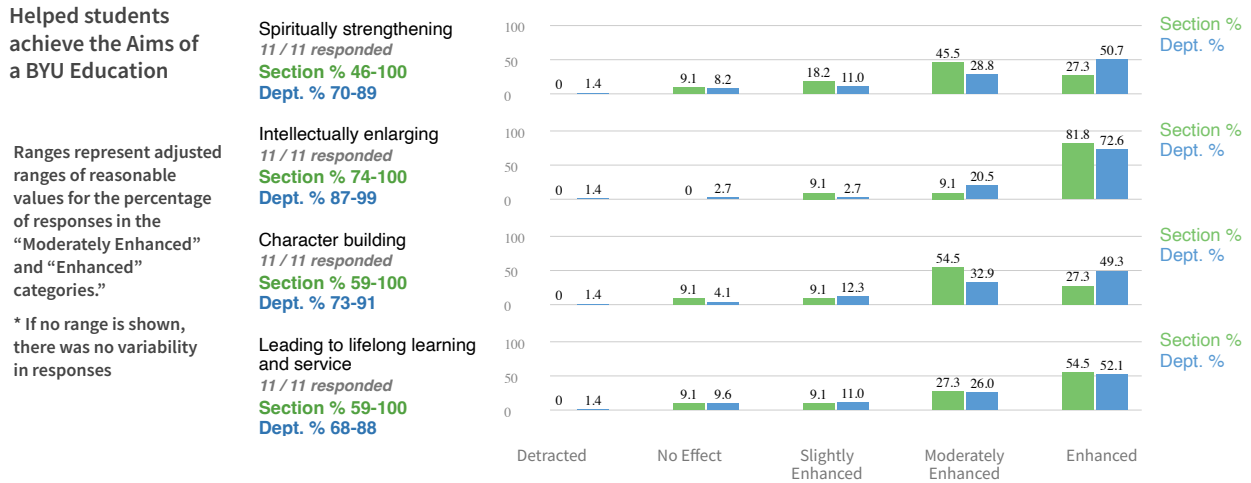 Helped students
achieve the Aims of
a BYU Education
Ranges represent adjusted
ranges of reasonable
values for the percentage
of responses in the
“Moderately Enhanced”
and “Enhanced”
categories.”
* If no range is shown,
there was no variability
in responses
Spiritually strengthening
11 / 11 responded
Section % 46-100
Dept. % 70-89
100
50
0
0 1.4 9.1 8.2 18.2 11.0 45.5 28.8 27.3 50.7
Section %
Dept. %
Intellectually enlarging
11 / 11 responded
Section % 74-100
Dept. % 87-99
100
50
0
0 1.4 0 2.7 9.1 2.7 9.1 20.5 81.8 72.6
Section %
Dept. %
Character building
11 / 11 responded
Section % 59-100
Dept. % 73-91
100
50
0
0 1.4 9.1 4.1 9.1 12.3 54.5 32.9 27.3 49.3
Section %
Dept. %
Leading to lifelong learning
and service
11 / 11 responded
Section % 59-100
Dept. % 68-88
100
50
0
0 1.4 9.1 9.6 9.1 11.0 27.3 26.0 54.5 52.1
Section %
Dept. %
Detracted No Effect Slightly Moderately Enhanced
Enhanced Enhanced